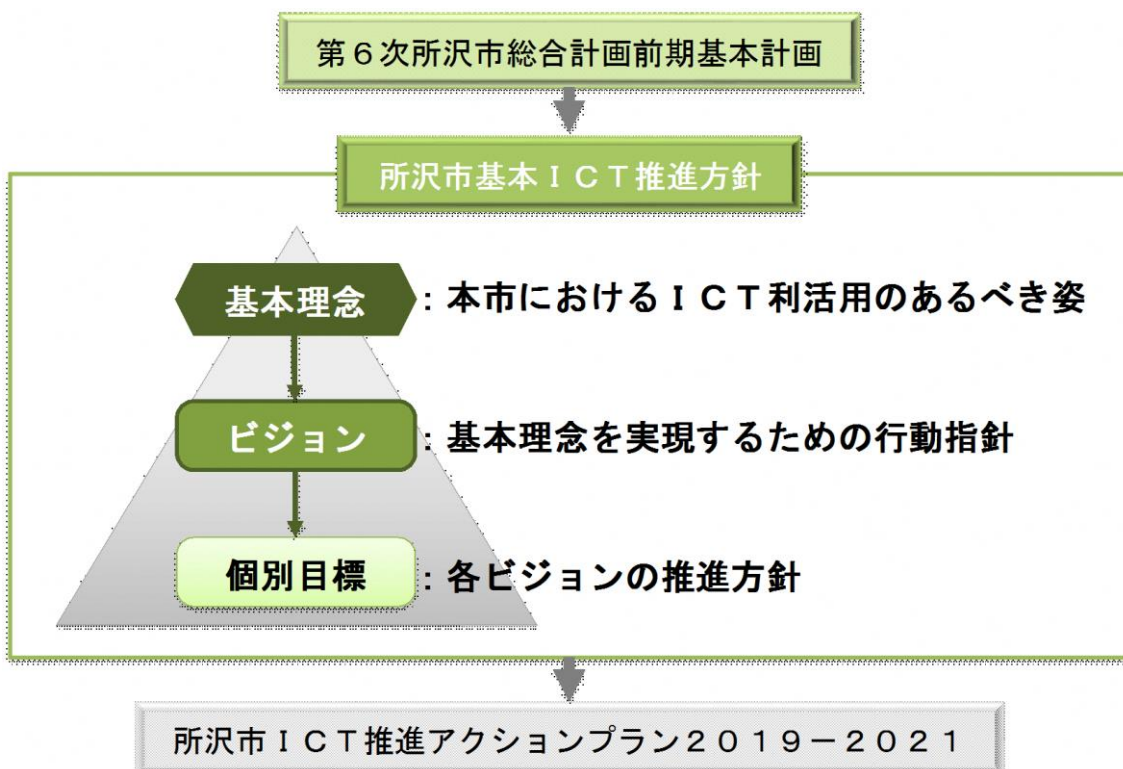 第６次所沢市総合計画前期基本計画
所沢市基本ＩＣＴ推進方針
基本理念：本市におけるＩＣＴ利活用のあるべき姿
ビジョン：基本理念を実現するための行動指針
個別目標：各ビジョンの推進方針
所沢市ＩＣＴ推進アクションプラン２０１９－２０２１